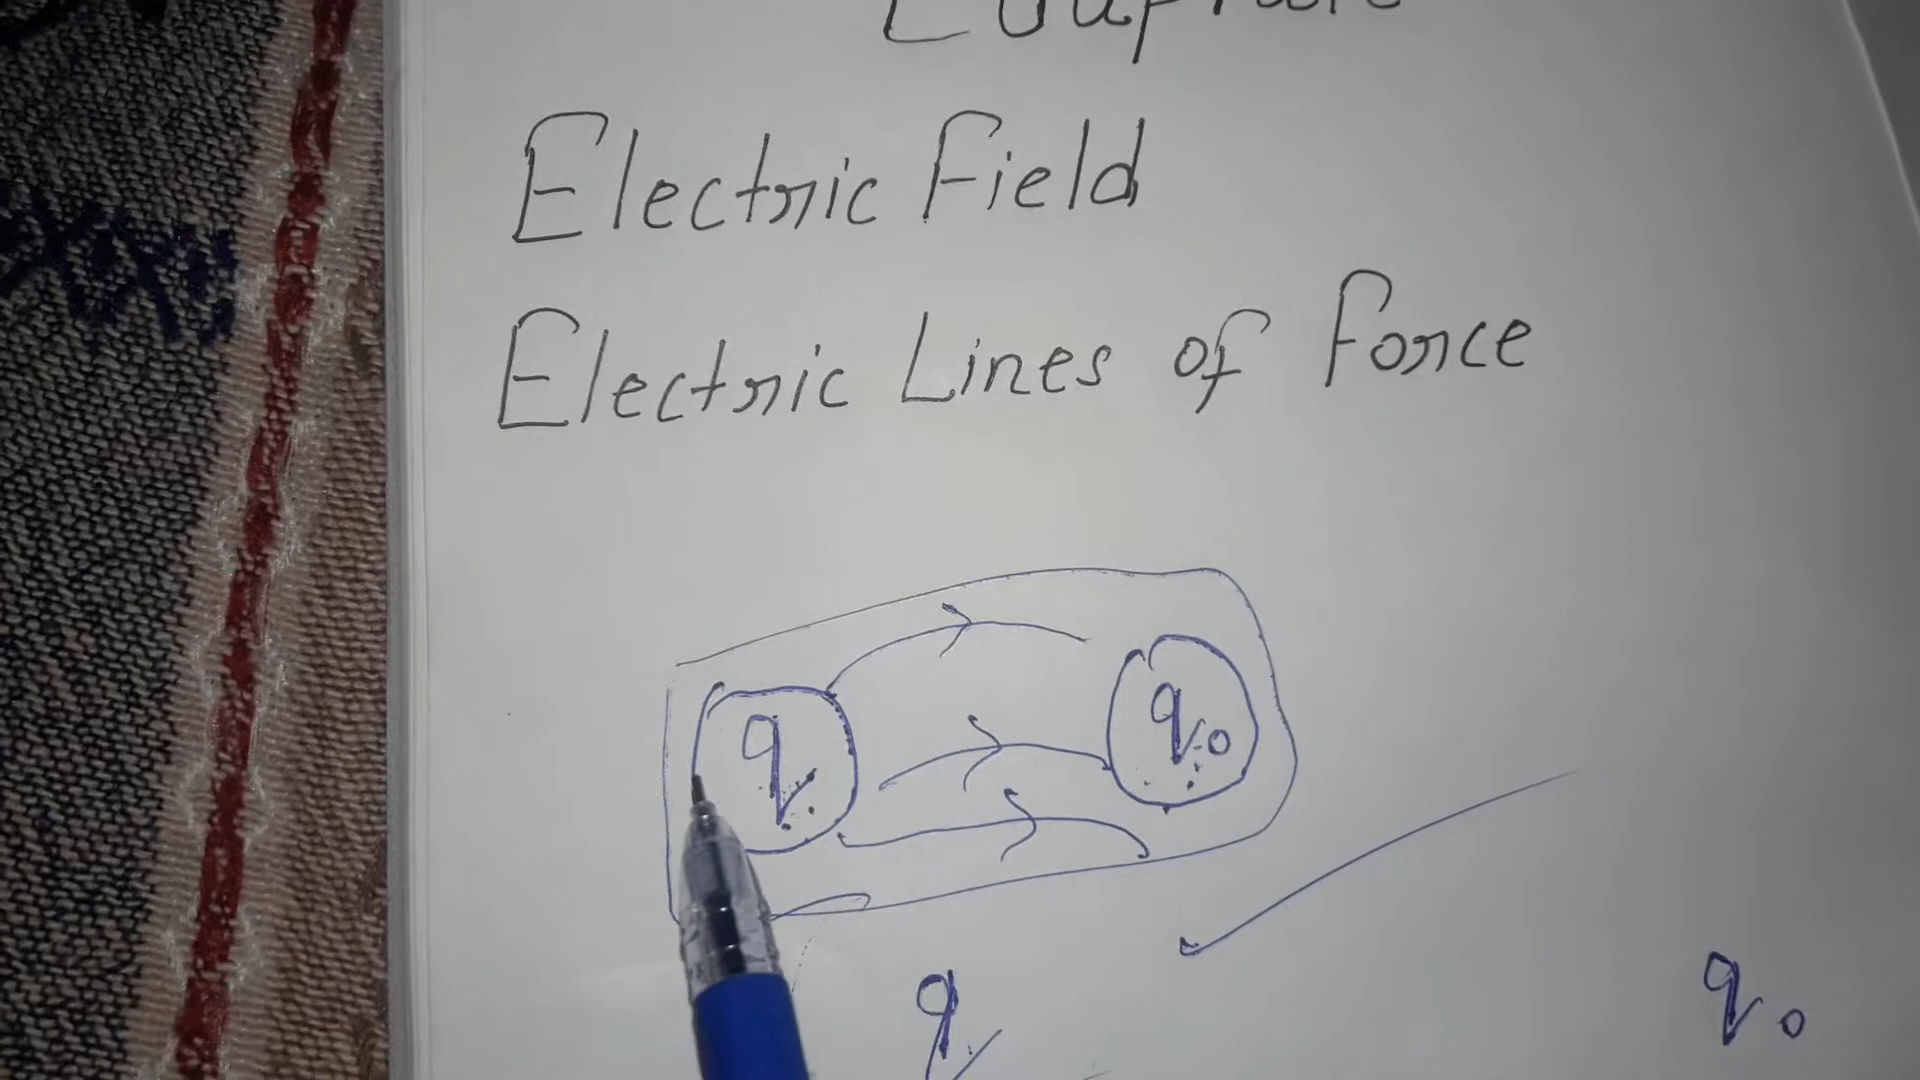 Electric Field
Electric Lines of Force
q q₀
q q₀